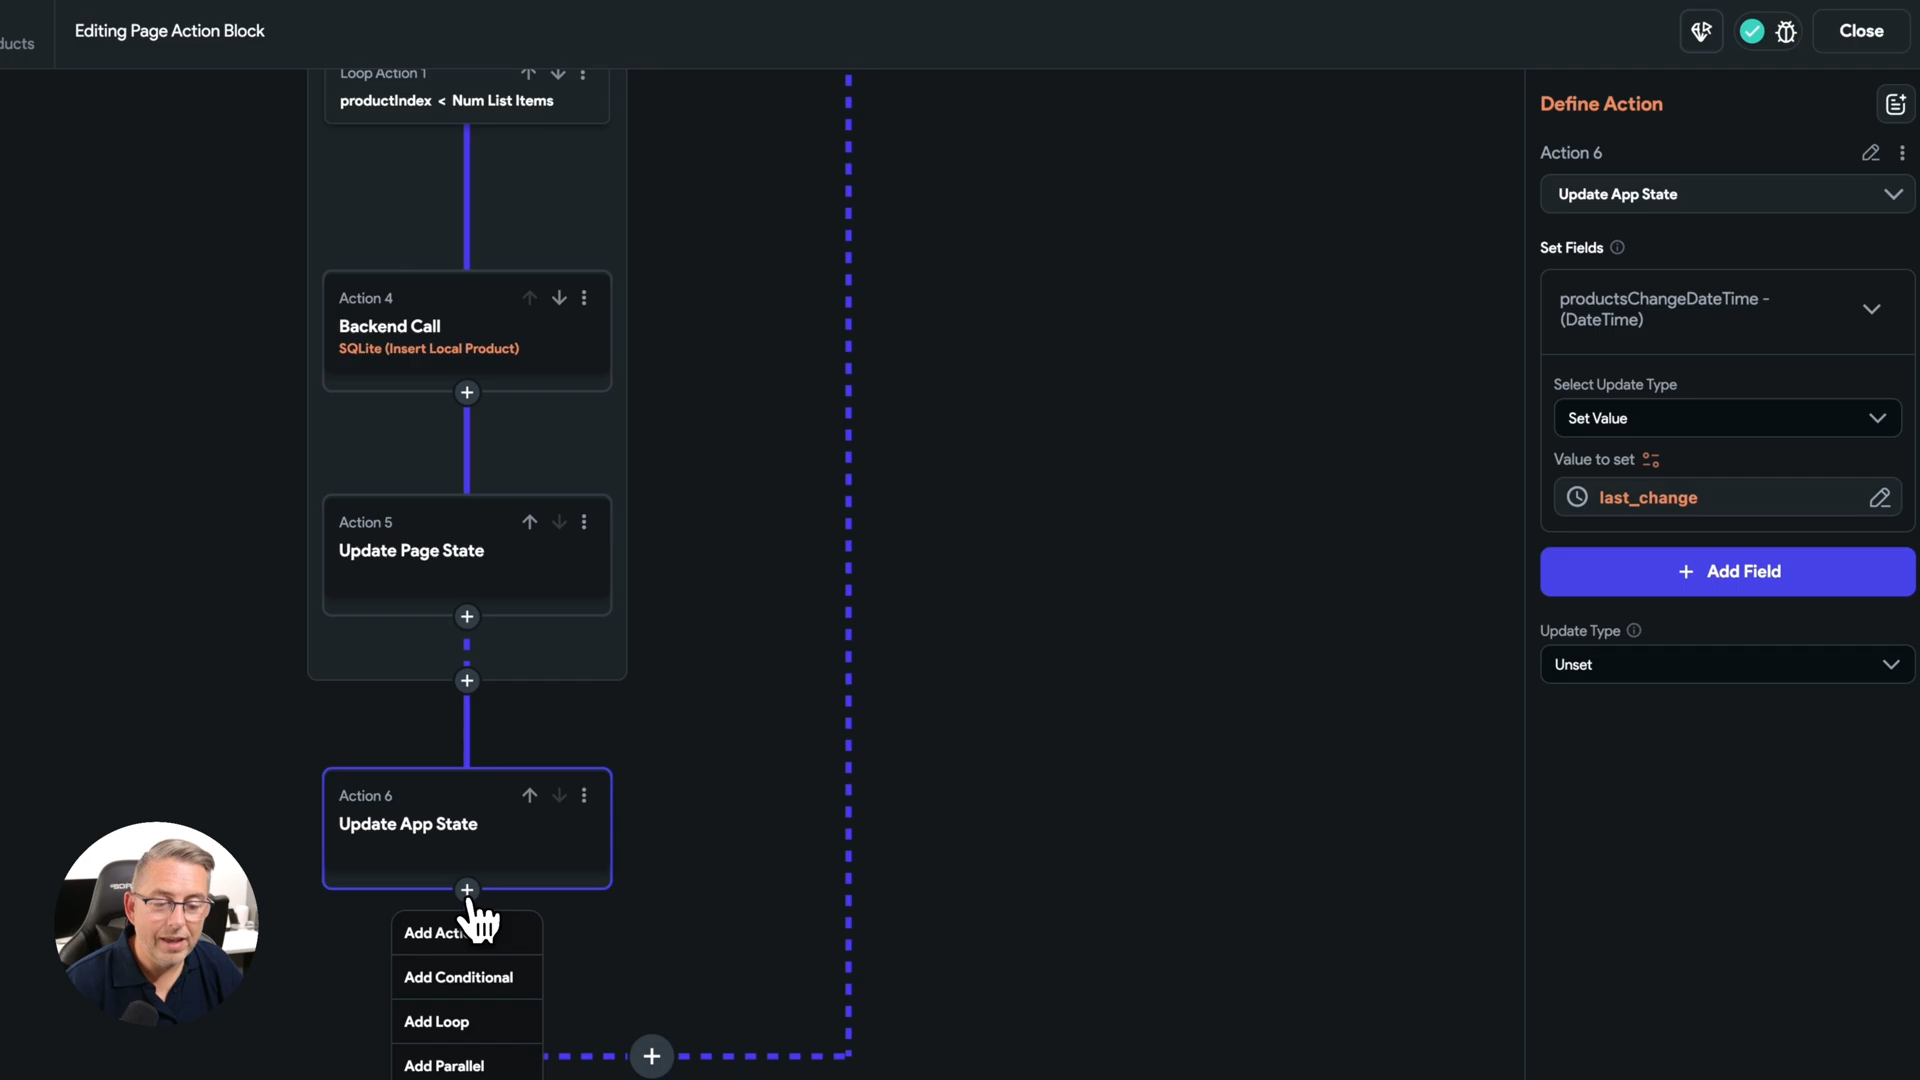 ducts
Editing Page Action Block
Close
Loop Action 1
productIndex < Num List Items
Action 4
Backend Call
SQLite (Insert Local Product)
Action 5
Update Page State
Action 6
Update App State
Add Acti
Add Conditional
Add Loop
Add Parallel
Define Action
Action 6
Update App State
Set Fields
productsChangeDateTime -
(DateTime)
Select Update Type
Set Value
Value to set
last_change
+ Add Field
Update Type
Unset